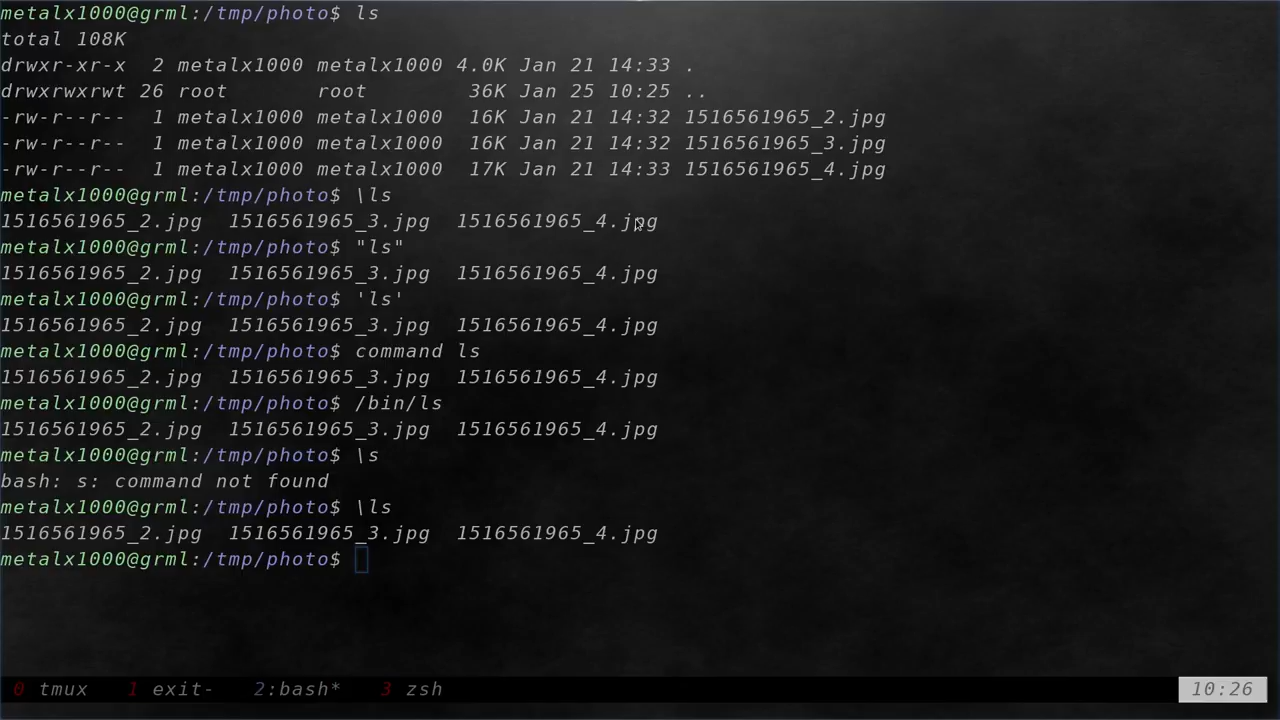 metalx1000@grml:/tmp/photo$ ls
total 108K
drwxr-xr-x  2 metalx1000 metalx1000 4.0K Jan 21 14:33 .
drwxrwxrwt 26 root       root        36K Jan 25 10:25 ..
-rw-r--r--  1 metalx1000 metalx1000  16K Jan 21 14:32 1516561965_2.jpg
-rw-r--r--  1 metalx1000 metalx1000  16K Jan 21 14:32 1516561965_3.jpg
-rw-r--r--  1 metalx1000 metalx1000  17K Jan 21 14:33 1516561965_4.jpg
metalx1000@grml:/tmp/photo$ \ls
1516561965_2.jpg  1516561965_3.jpg  1516561965_4.jpg
metalx1000@grml:/tmp/photo$ "ls"
1516561965_2.jpg  1516561965_3.jpg  1516561965_4.jpg
metalx1000@grml:/tmp/photo$ 'ls'
1516561965_2.jpg  1516561965_3.jpg  1516561965_4.jpg
metalx1000@grml:/tmp/photo$ command ls
1516561965_2.jpg  1516561965_3.jpg  1516561965_4.jpg
metalx1000@grml:/tmp/photo$ /bin/ls
1516561965_2.jpg  1516561965_3.jpg  1516561965_4.jpg
metalx1000@grml:/tmp/photo$ \s
bash: s: command not found
metalx1000@grml:/tmp/photo$ \ls
1516561965_2.jpg  1516561965_3.jpg  1516561965_4.jpg
metalx1000@grml:/tmp/photo$
0 tmux   1 exit-   2:bash*   3 zsh   10:26